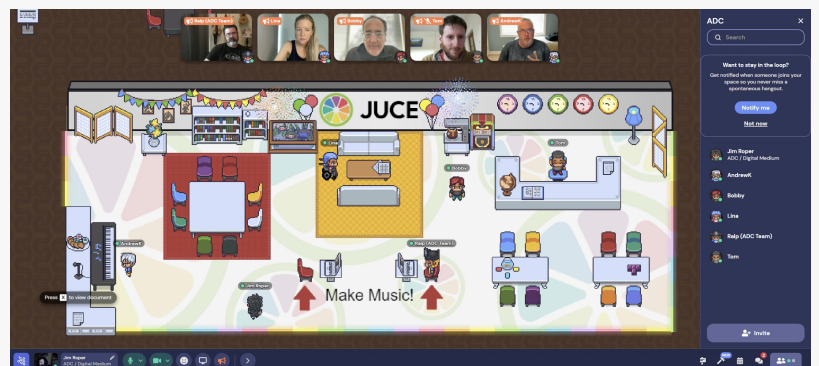 Ralp (ADC Team)
Lina
Bobby
Tom
AndrewK
ADC
Search
Want to stay in the loop?
Get notified when someone joins your
space so you never miss a
spontaneous hangout.
Notify me
Not now
Jim Roper
ADC / Digital Medium
AndrewK
Bobby
Lina
Ralp (ADC Team)
Tom
Invite
JUCE
Lina
Tom
Bobby
AndrewK
Ralp (ADC Team)
Jim Roper
Press X to view document
Make Music!
Jim Roper
ADC / Digital Medium
NEW
2